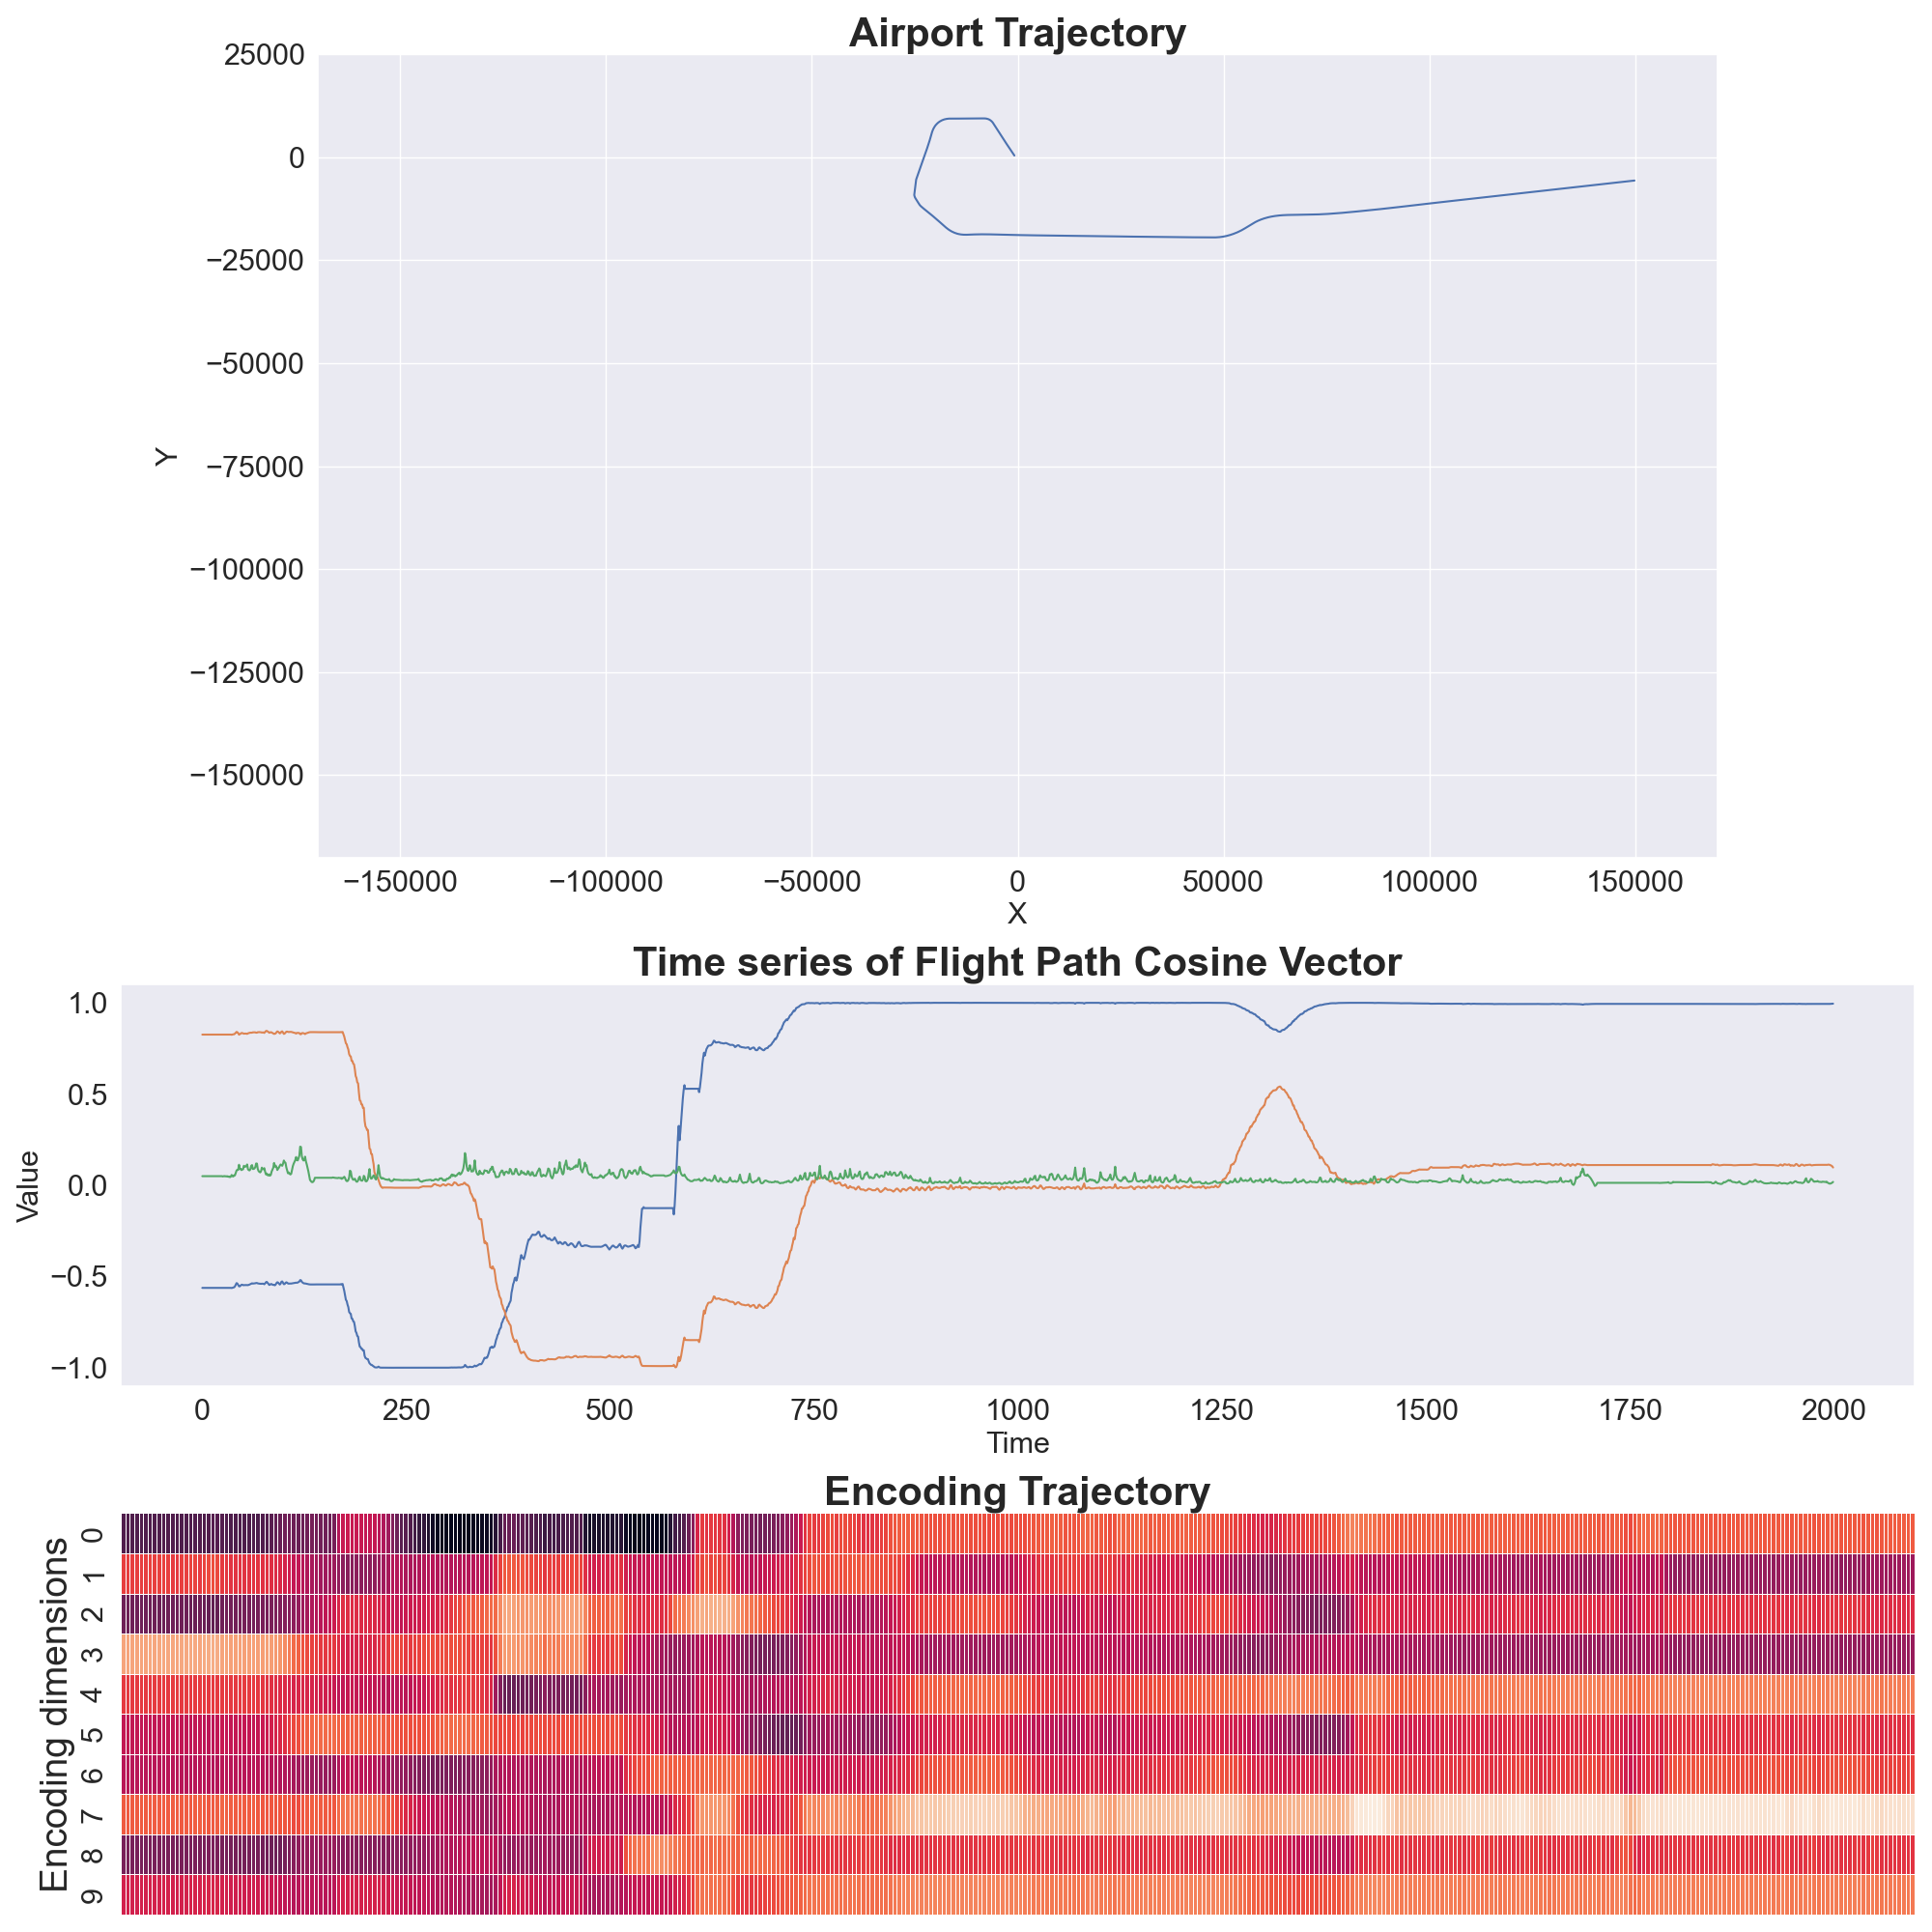 Airport Trajectory
25000
0
−25000
−50000
−75000
−100000
−125000
−150000
Y
−150000 −100000 −50000 0 50000 100000 150000
X
Time series of Flight Path Cosine Vector
1.0
0.5
0.0
−0.5
−1.0
Value
0 250 500 750 1000 1250 1500 1750 2000
Time
Encoding Trajectory
0
1
2
3
4
5
6
7
8
9
Encoding dimensions